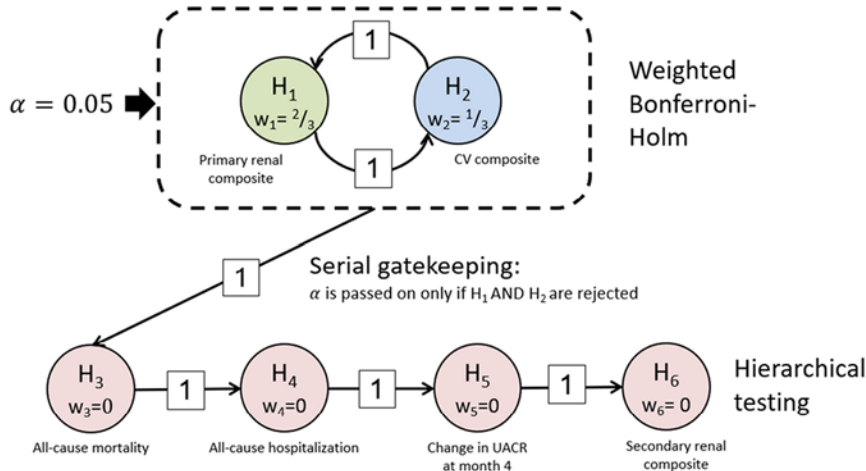 1
α = 0.05
H₁
w₁= ²/₃
H₂
w₂= ¹/₃
Weighted
Bonferroni-
Holm
Primary renal
composite
1
CV composite
1
Serial gatekeeping:
α is passed on only if H₁ AND H₂ are rejected
H₃
w₃=0
1
H₄
w₄=0
1
H₅
w₅=0
1
H₆
w₆= 0
Hierarchical
testing
All-cause mortality
All-cause hospitalization
Change in UACR
at month 4
Secondary renal
composite